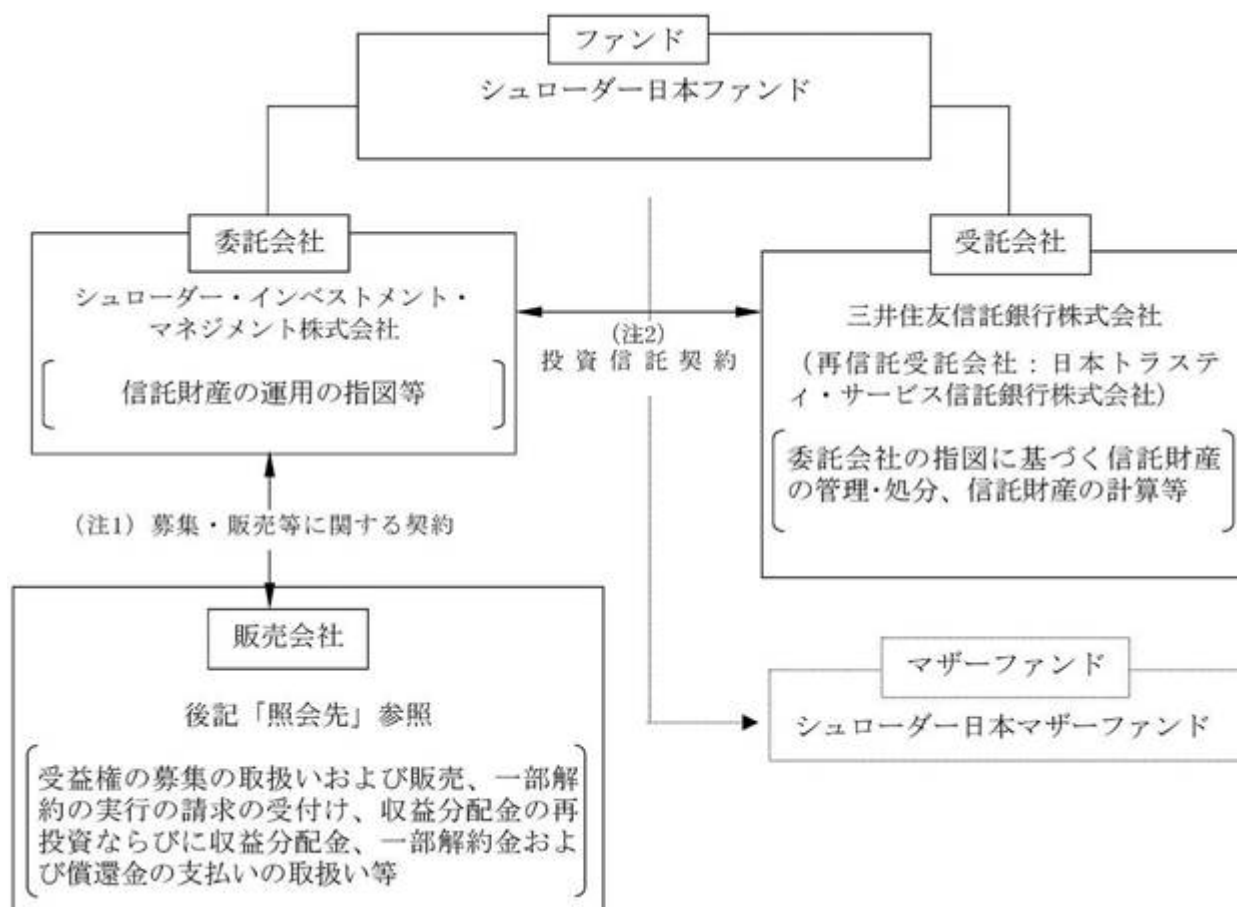 ファンド
シュローダー日本ファンド
委託会社
シュローダー・インベストメント・
マネジメント株式会社
信託財産の運用の指図等
(注2)
投資信託契約
受託会社
三井住友信託銀行株式会社
(再信託受託会社:日本トラステ
ィ・サービス信託銀行株式会社)
委託会社の指図に基づく信託財産
の管理・処分、信託財産の計算等
(注1) 募集・販売等に関する契約
販売会社
後記「照会先」参照
受益権の募集の取扱いおよび販売、一部解
約の実行の請求の受付け、収益分配金の再
投資ならびに収益分配金、一部解約金およ
び償還金の支払いの取扱い等
マザーファンド
シュローダー日本マザーファンド